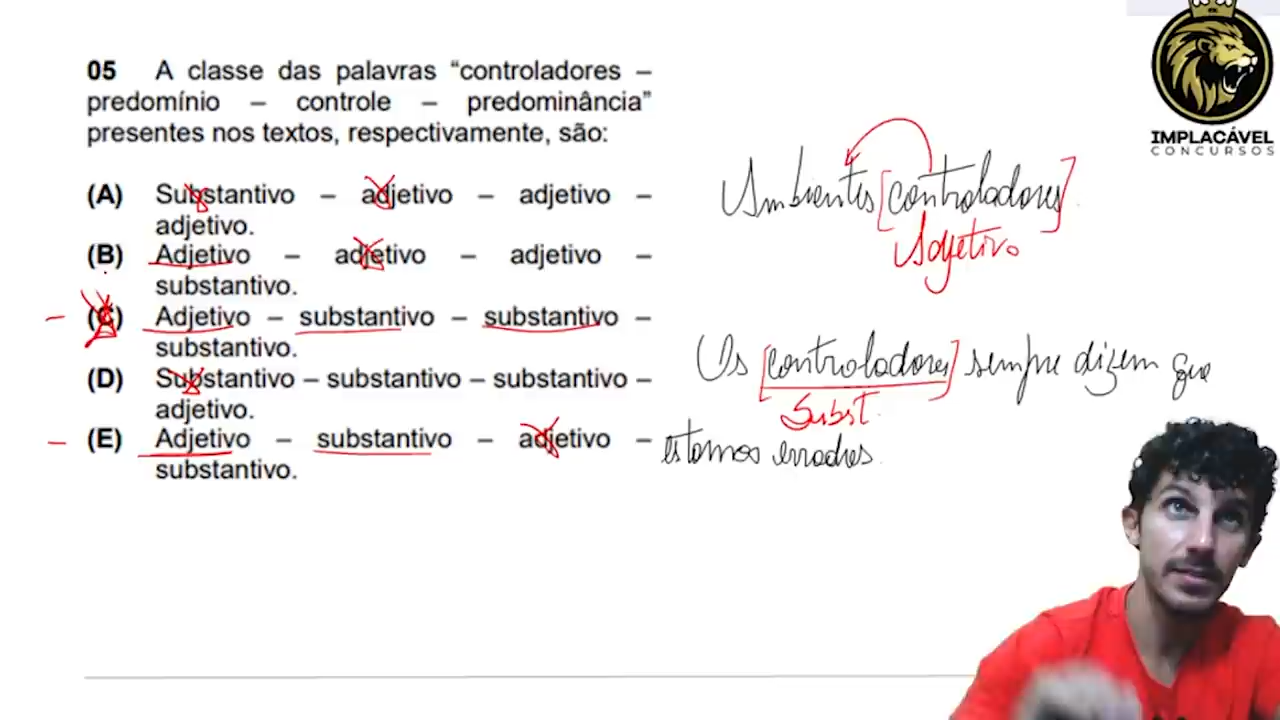 05 A classe das palavras “controladores –
predomínio – controle – predominância”
presentes nos textos, respectivamente, são:
(A) Substantivo – adjetivo – adjetivo –
adjetivo.
(B) Adjetivo – adjetivo – adjetivo –
substantivo.
(C) Adjetivo – substantivo – substantivo –
substantivo.
(D) Substantivo – substantivo – substantivo –
adjetivo.
(E) Adjetivo – substantivo – adjetivo –
substantivo.
IMPLACÁVEL
CONCURSOS
Ambientes [controladores].
Adjetivo
Os [controladores] sempre dizem que
Subst.
estamos errados.